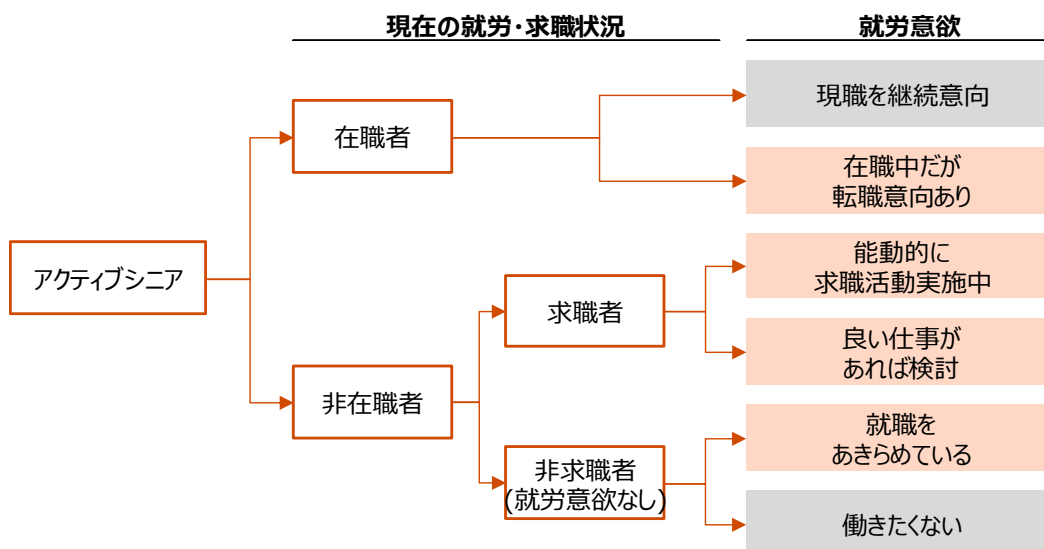 現在の就労・求職状況
就労意欲
現職を継続意向
在職者
在職中だが
転職意向あり
アクティブシニア
能動的に
求職活動実施中
求職者
良い仕事が
あれば検討
非在職者
就職を
あきらめている
非求職者
(就労意欲なし)
働きたくない